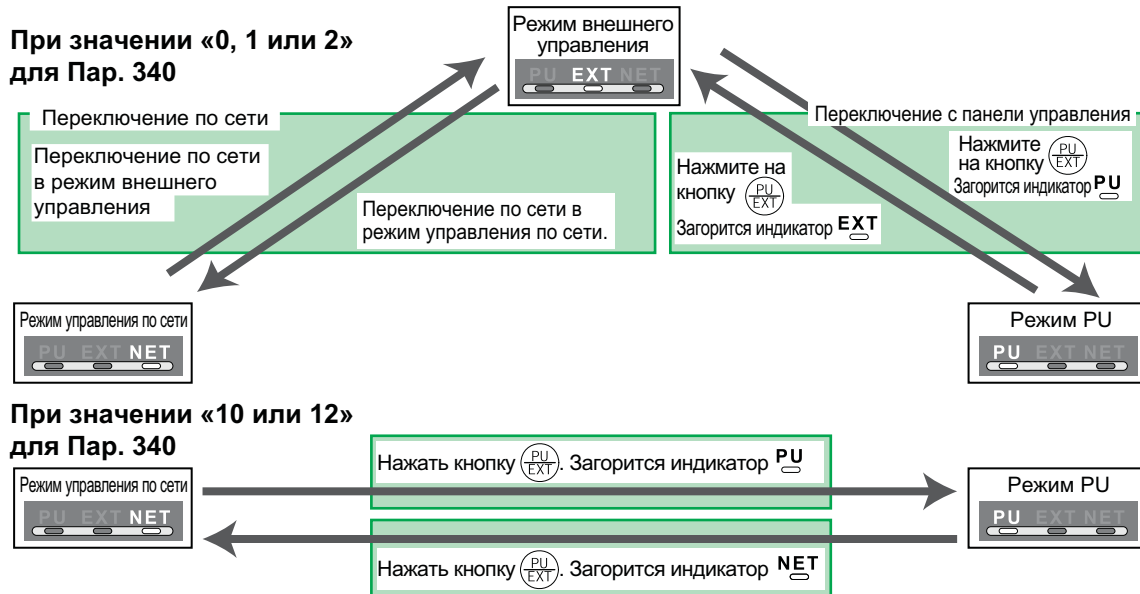 При значении «0, 1 или 2»
для Пар. 340
Режим внешнего
управления
PU EXT NET
Переключение по сети
Переключение по сети
в режим внешнего
управления
Переключение по сети в
режим управления по сети.
Переключение с панели управления
Нажмите на
кнопку PU/EXT
Загорится индикатор EXT
Нажмите
на кнопку PU/EXT
Загорится индикатор PU
Режим управления по сети
PU EXT NET
Режим PU
PU EXT NET
При значении «10 или 12»
для Пар. 340
Режим управления по сети
PU EXT NET
Нажать кнопку PU/EXT. Загорится индикатор PU
Нажать кнопку PU/EXT. Загорится индикатор NET
Режим PU
PU EXT NET